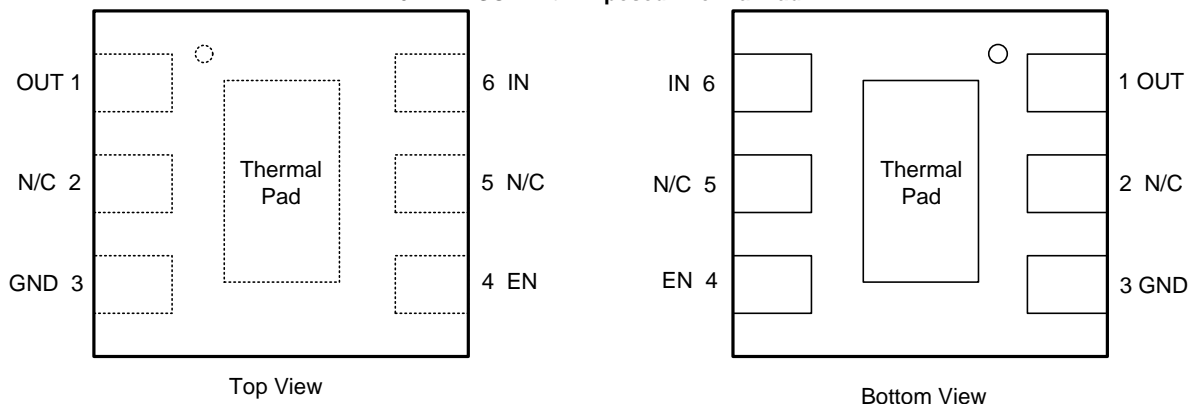 OUT 1
N/C 2
GND 3
6 IN
5 N/C
4 EN
Thermal
Pad
Top View
IN 6
N/C 5
EN 4
1 OUT
2 N/C
3 GND
Thermal
Pad
Bottom View